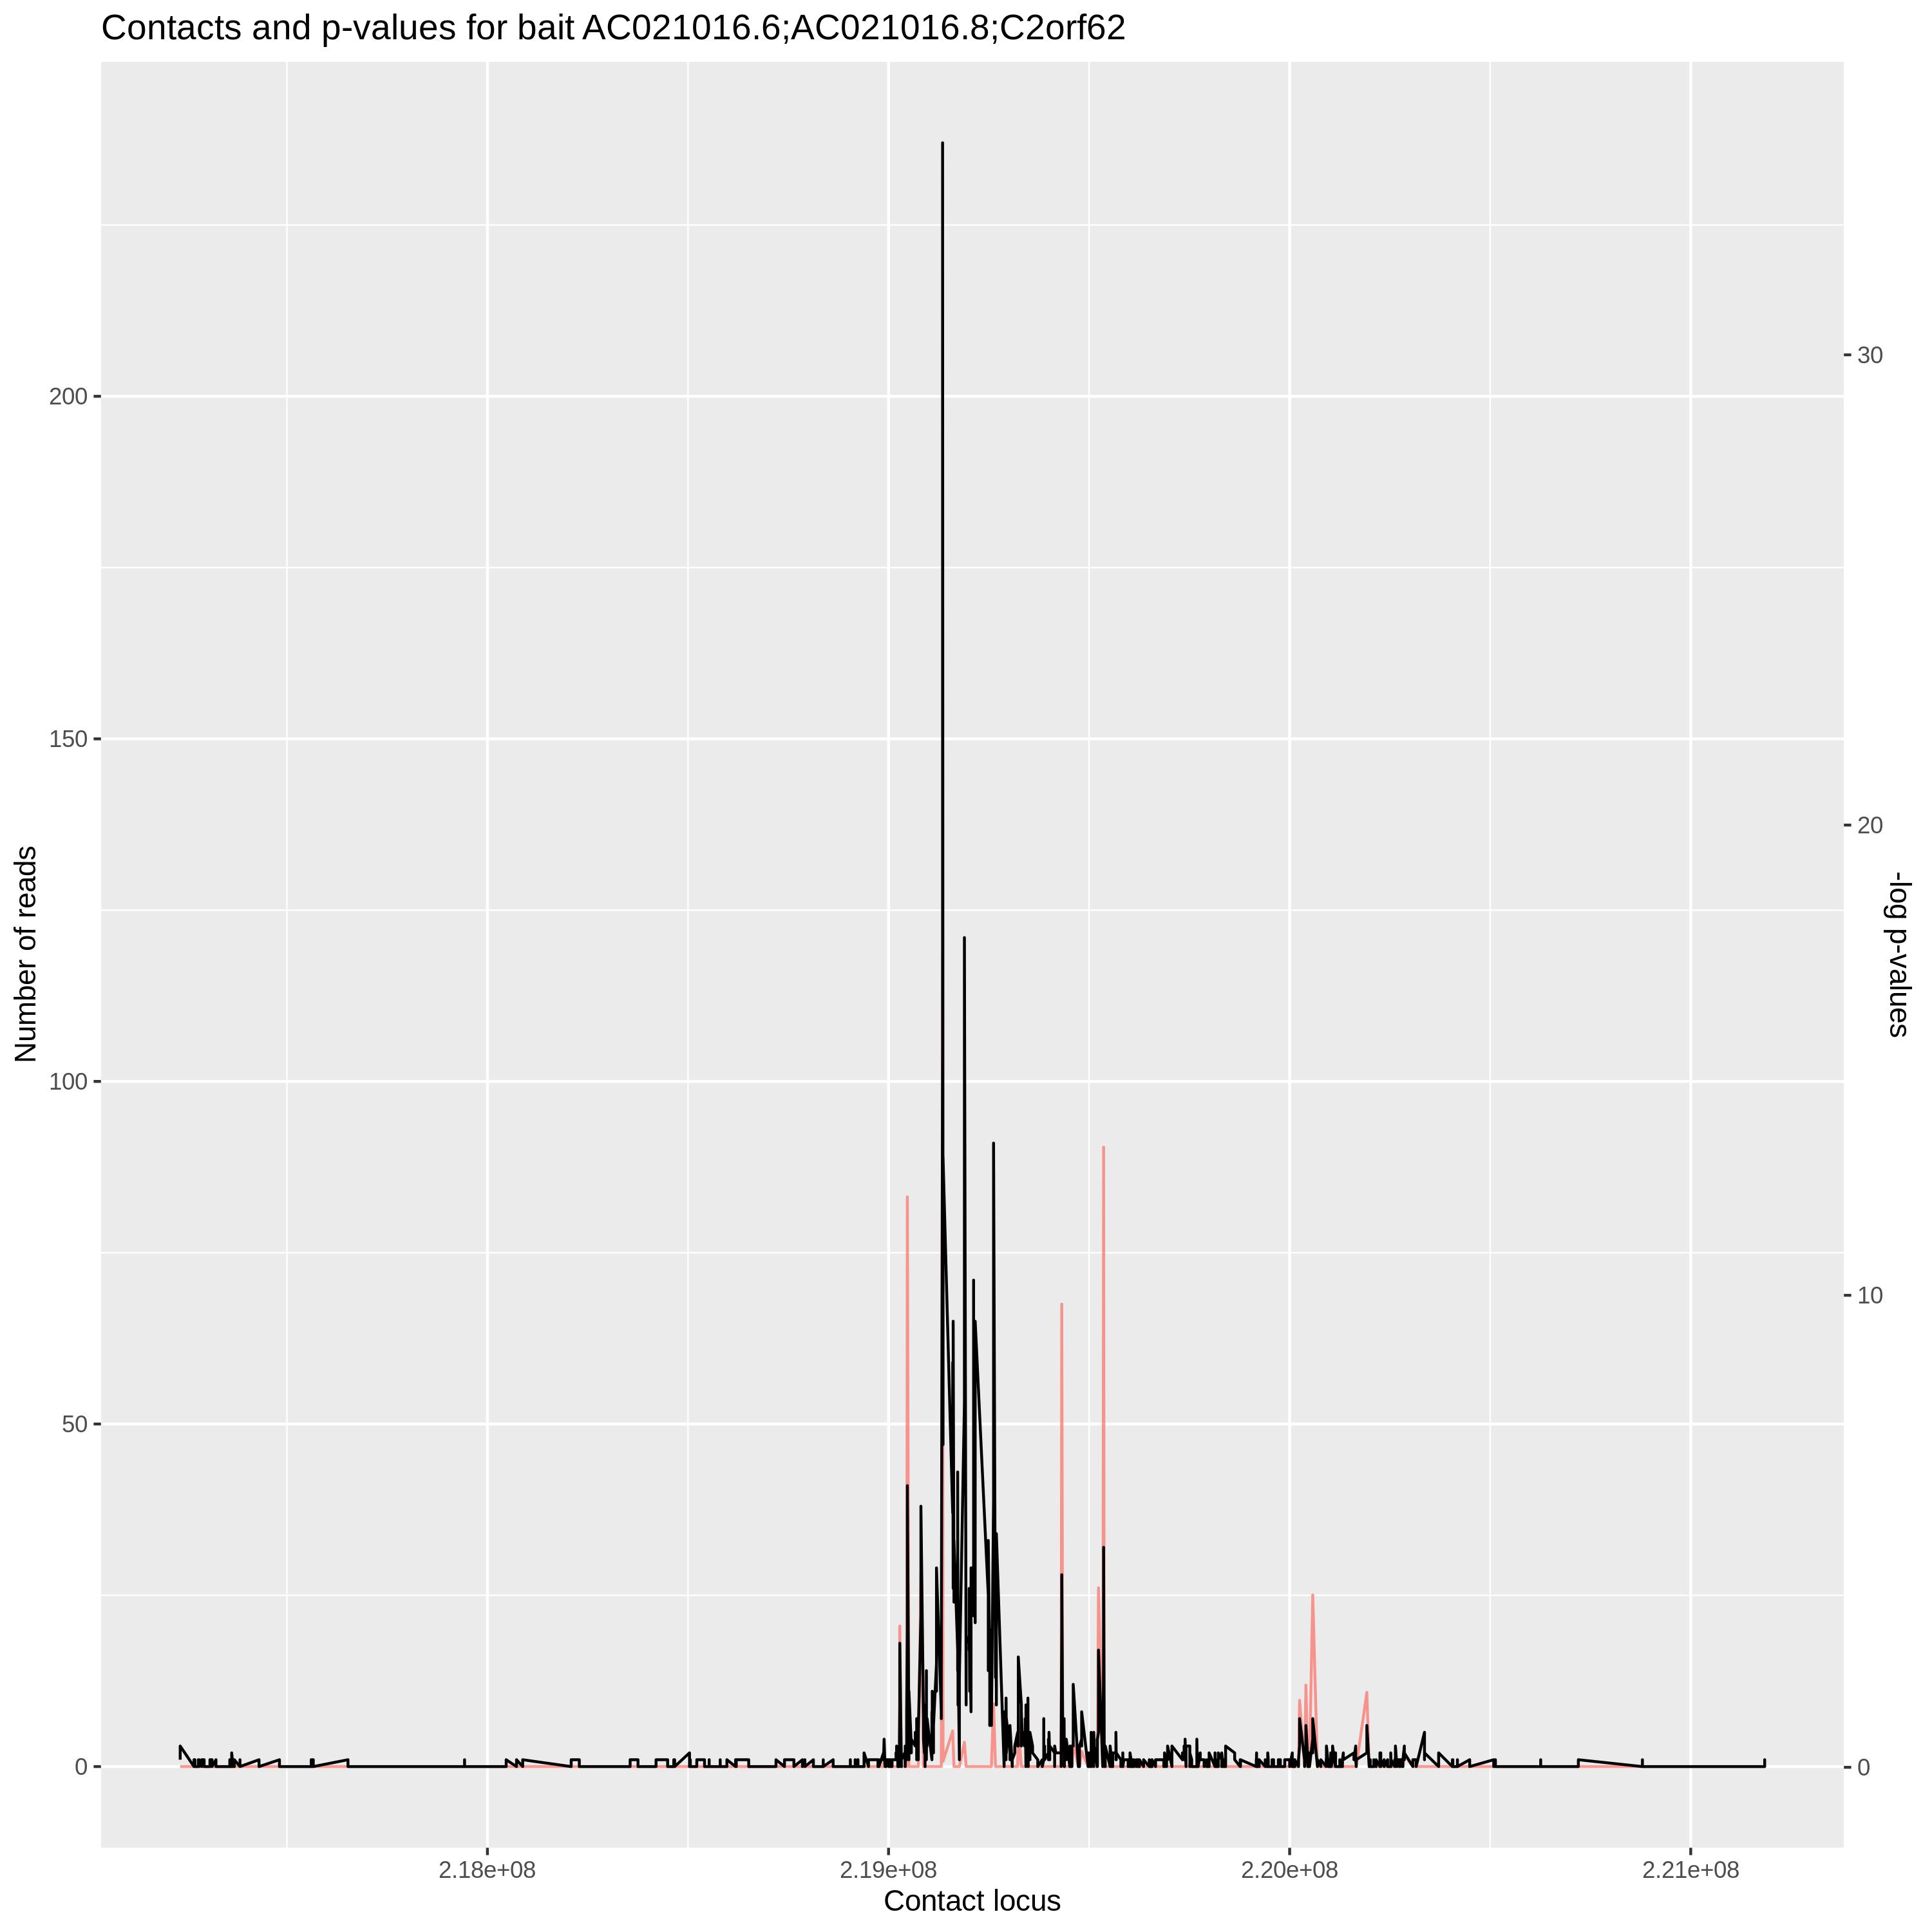 Contacts and p-values for bait AC021016.6;AC021016.8;C2orf62
200
150
100
50
0
Number of reads
30
20
10
0
-log p-values
2.18e+08
2.19e+08
2.20e+08
2.21e+08
Contact locus